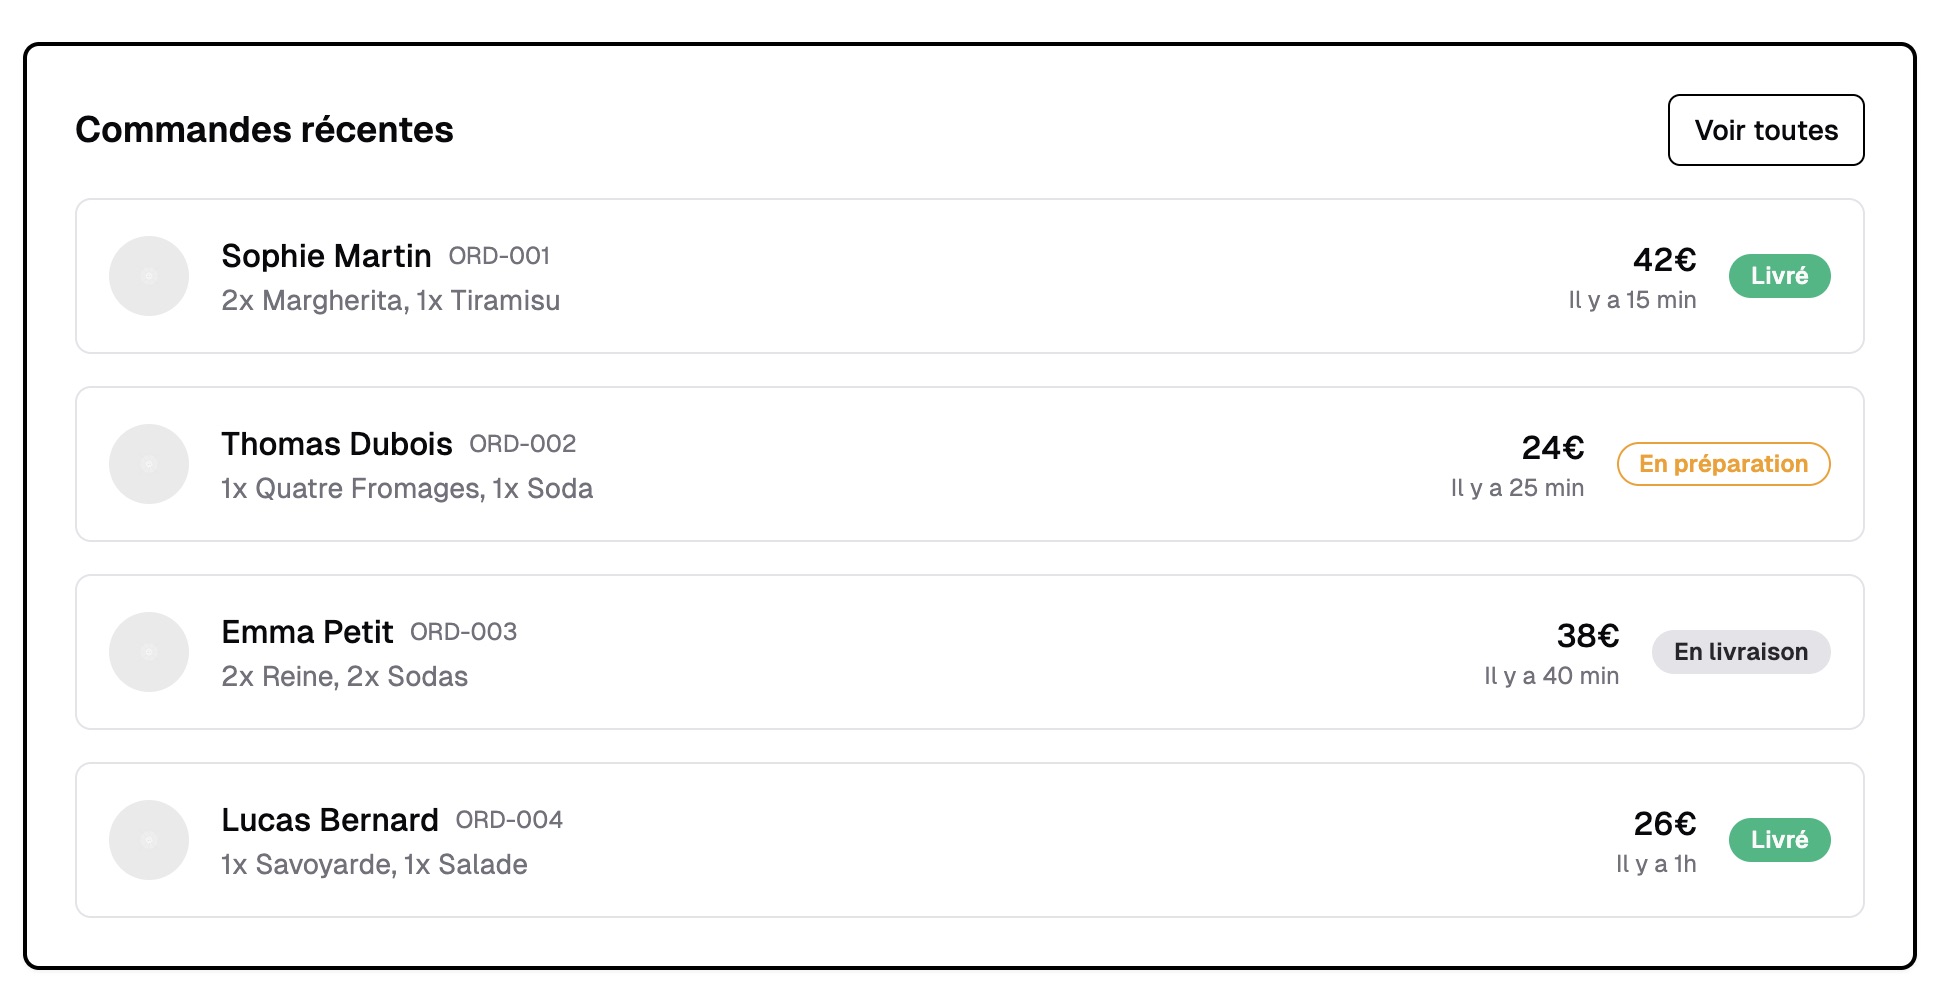 Commandes récentes
Voir toutes
Sophie Martin ORD-001
2x Margherita, 1x Tiramisu
42€
Il y a 15 min
Livré
Thomas Dubois ORD-002
1x Quatre Fromages, 1x Soda
24€
Il y a 25 min
En préparation
Emma Petit ORD-003
2x Reine, 2x Sodas
38€
Il y a 40 min
En livraison
Lucas Bernard ORD-004
1x Savoyarde, 1x Salade
26€
Il y a 1h
Livré